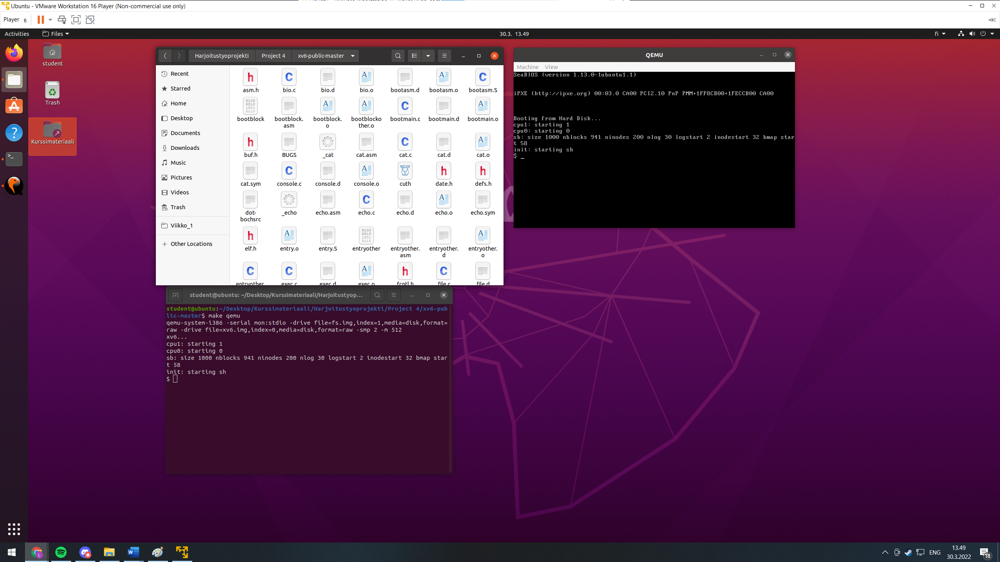 Ubuntu - VMware Workstation 16 Player (Non-commercial use only)
Player 6
Activities
Files
30.3. 13.49
fi
student
Trash
Kurssimateriaali
Harjoitustyoprojekti
Project 4
xv6-public-master
Recent
Starred
Home
Desktop
Documents
Downloads
Music
Pictures
Videos
Trash
Viikko_1
Other Locations
asm.h bio.c bio.d bio.o bootasm.d bootasm.o bootasm.S
bootblock bootblock.asm bootblock.o bootblockother.o bootmain.c bootmain.d bootmain.o
buf.h BUGS _cat cat.asm cat.c cat.d cat.o
cat.sym console.c console.d console.o cuth date.h defs.h
dot-bochsrc _echo echo.asm echo.c echo.d echo.o echo.sym
elf.h entry.o entry.S entryother entryother.asm entryother.d entryother.o
entryother exec.c exec.d exec.o fcntl.h file.c file.d
QEMU
Machine View
SeaBIOS (version 1.13.0-1ubuntu1.1)
iPXE (http://ipxe.org) 00:03.0 CA00 PCI2.10 PnP PMM+1FF8CB00+1FECCB00 CA00
Booting from Hard Disk...
cpu1: starting 1
cpu0: starting 0
sb: size 1000 nblocks 941 ninodes 200 nlog 30 logstart 2 inodestart 32 bmap star
t 58
init: starting sh
$ _
student@ubuntu: ~/Desktop/Kurssimateriaali/Harjoitustyop...
student@ubuntu:~/Desktop/Kurssimateriaali/Harjoitustyoprojekti/Project 4/xv6-pub
lic-master$ make qemu
qemu-system-i386 -serial mon:stdio -drive file=fs.img,index=1,media=disk,format=
raw -drive file=xv6.img,index=0,media=disk,format=raw -smp 2 -m 512
xv6...
cpu1: starting 1
cpu0: starting 0
sb: size 1000 nblocks 941 ninodes 200 nlog 30 logstart 2 inodestart 32 bmap star
t 58
init: starting sh
$
ENG
13.49
30.3.2022
18